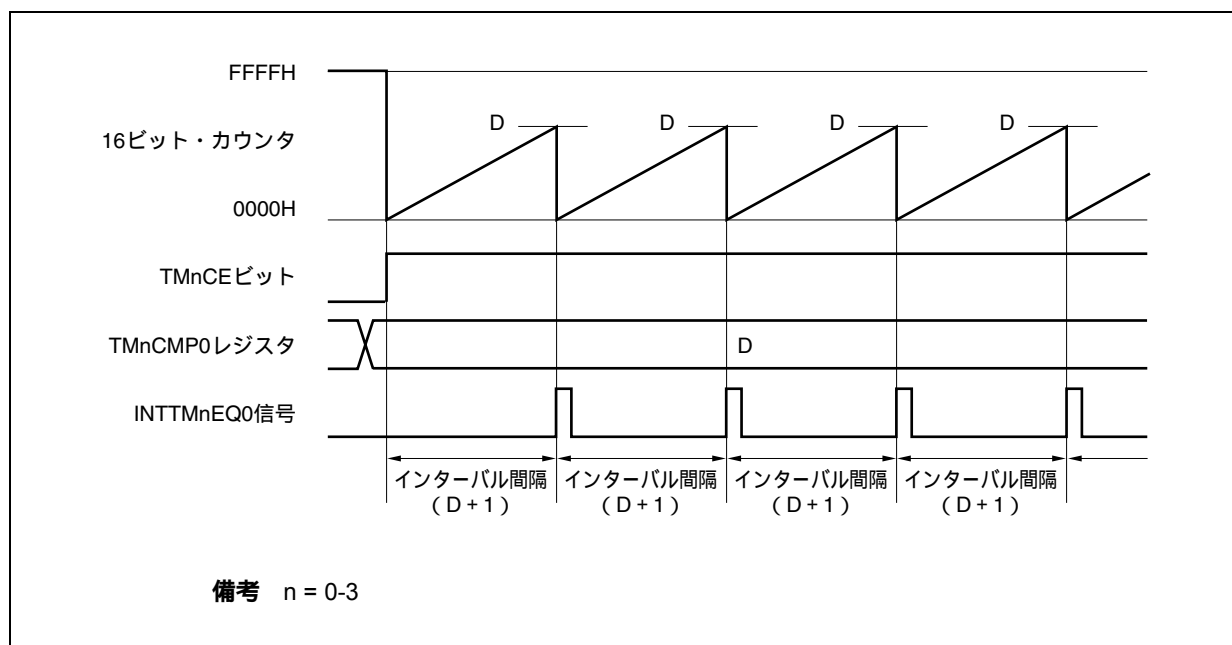 FFFFH
D D D D
16ビット・カウンタ
0000H
TMnCEビット
TMnCMP0レジスタ D
INTTMnEQ0信号
インターバル間隔 インターバル間隔 インターバル間隔 インターバル間隔
（D+1） （D+1） （D+1） （D+1）
備考 n = 0-3